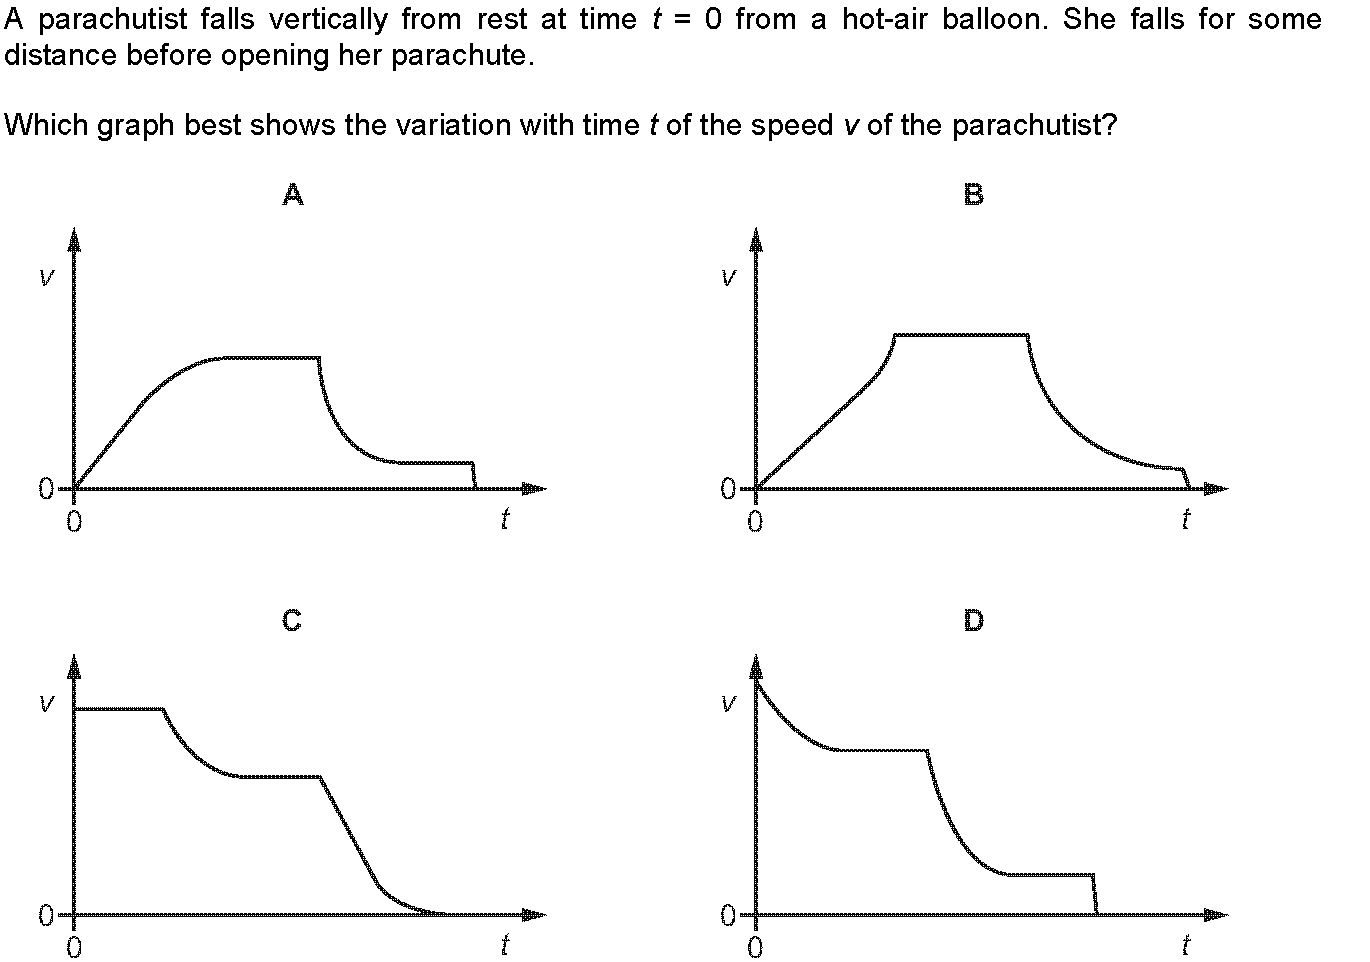 A parachutist falls vertically from rest at time t = 0 from a hot-air balloon. She falls for some
distance before opening her parachute.
Which graph best shows the variation with time t of the speed v of the parachutist?
A
v
0
0
t
B
v
0
0
t
C
v
0
0
t
D
v
0
0
t